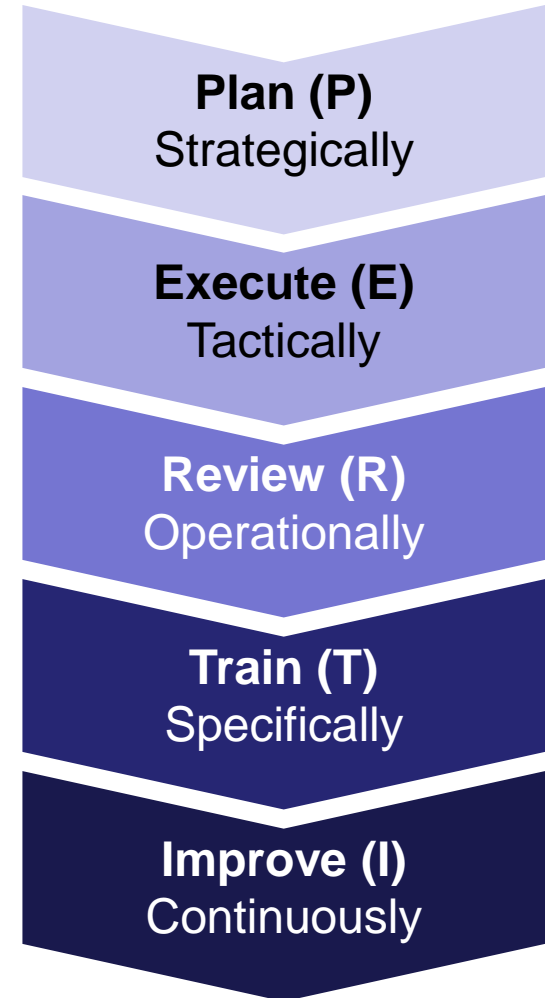 Plan (P)
Strategically
Execute (E)
Tactically
Review (R)
Operationally
Train (T)
Specifically
Improve (I)
Continuously